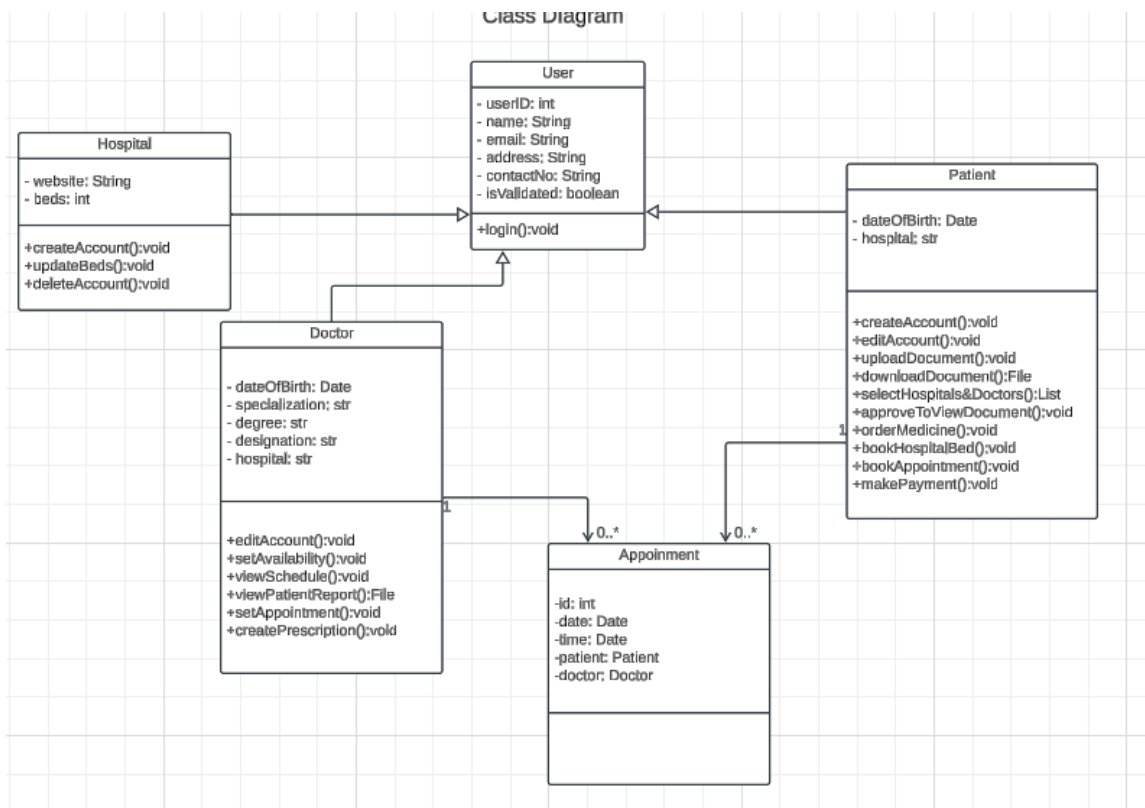 Class Diagram
User
- userID: int
- name: String
- email: String
- address: String
- contactNo: String
- isValidated: boolean
+login():void
Hospital
- website: String
- beds: int
+createAccount():void
+updateBeds():void
+deleteAccount():void
Patient
- dateOfBirth: Date
- hospital: str
+createAccount():void
+editAccount():void
+uploadDocument():void
+downloadDocument():File
+selectHospitals&Doctors():List
+approveToViewDocument():void
+orderMedicine():void
+bookHospitalBed():void
+bookAppointment():void
+makePayment():void
1
Doctor
- dateOfBirth: Date
- specialization: str
- degree: str
- designation: str
- hospital: str
+editAccount():void
+setAvailability():void
+viewSchedule():void
+viewPatientReport():File
+setAppointment():void
+createPrescription():void
1
0..*
0..*
Appoinment
-id: int
-date: Date
-time: Date
-patient: Patient
-doctor: Doctor